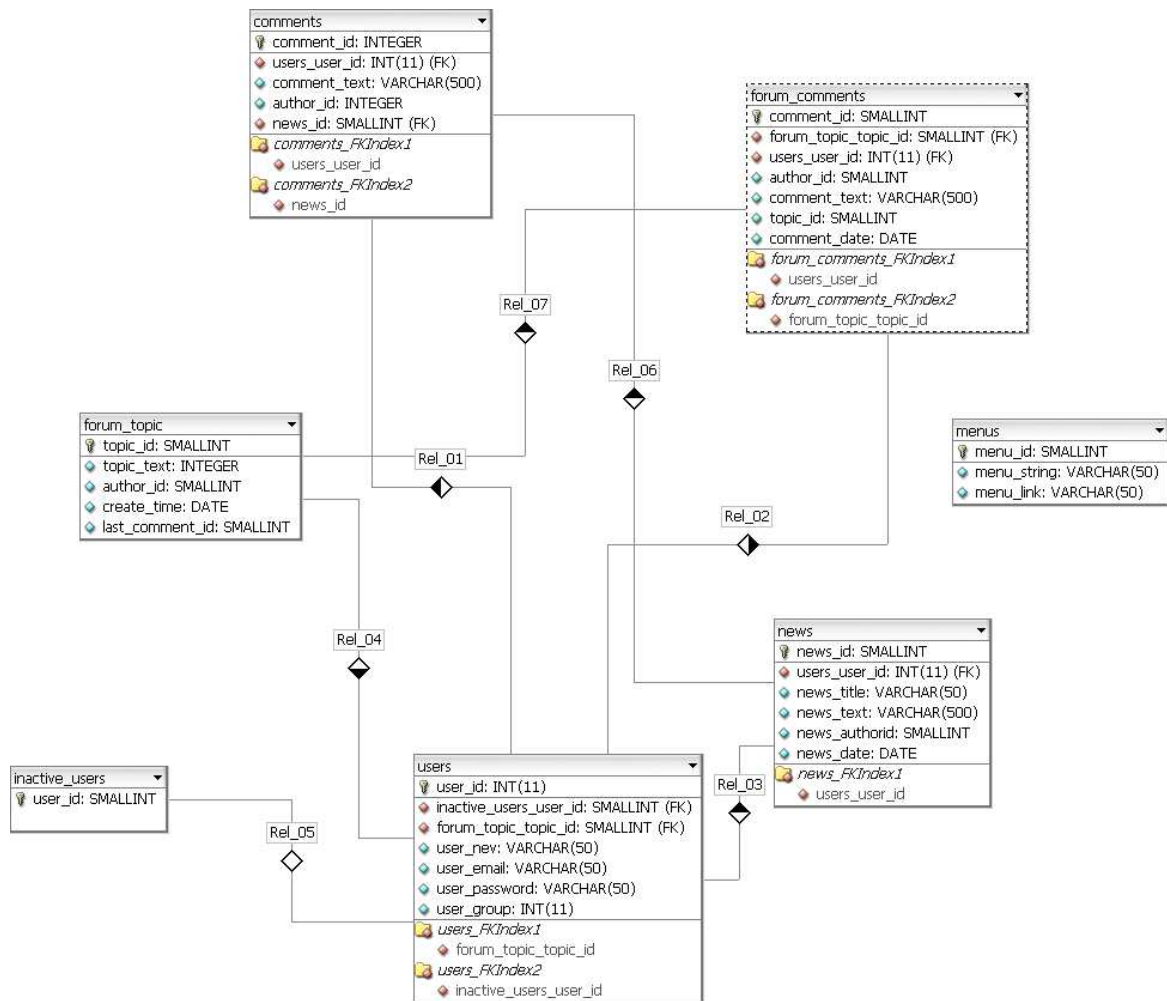 comments
comment_id: INTEGER
users_user_id: INT(11) (FK)
comment_text: VARCHAR(500)
author_id: INTEGER
news_id: SMALLINT (FK)
comments_FKIndex1
users_user_id
comments_FKIndex2
news_id
forum_comments
comment_id: SMALLINT
forum_topic_topic_id: SMALLINT (FK)
users_user_id: INT(11) (FK)
author_id: SMALLINT
comment_text: VARCHAR(500)
topic_id: SMALLINT
comment_date: DATE
forum_comments_FKIndex1
users_user_id
forum_comments_FKIndex2
forum_topic_topic_id
Rel_07
Rel_06
forum_topic
topic_id: SMALLINT
topic_text: INTEGER
author_id: SMALLINT
create_time: DATE
last_comment_id: SMALLINT
Rel_01
menus
menu_id: SMALLINT
menu_string: VARCHAR(50)
menu_link: VARCHAR(50)
Rel_02
Rel_04
news
news_id: SMALLINT
users_user_id: INT(11) (FK)
news_title: VARCHAR(50)
news_text: VARCHAR(500)
news_authorid: SMALLINT
news_date: DATE
news_FKIndex1
users_user_id
inactive_users
user_id: SMALLINT
Rel_05
users
user_id: INT(11)
inactive_users_user_id: SMALLINT (FK)
forum_topic_topic_id: SMALLINT (FK)
user_nev: VARCHAR(50)
user_email: VARCHAR(50)
user_password: VARCHAR(50)
user_group: INT(11)
users_FKIndex1
forum_topic_topic_id
users_FKIndex2
inactive_users_user_id
Rel_03